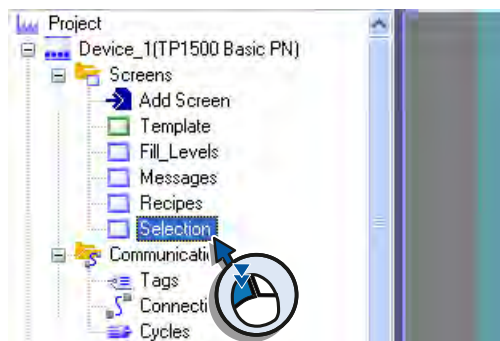 Project
Device_1(TP1500 Basic PN)
Screens
Add Screen
Template
Fill_Levels
Messages
Recipes
Selection
Communicati
Tags
Connecti
Cycles